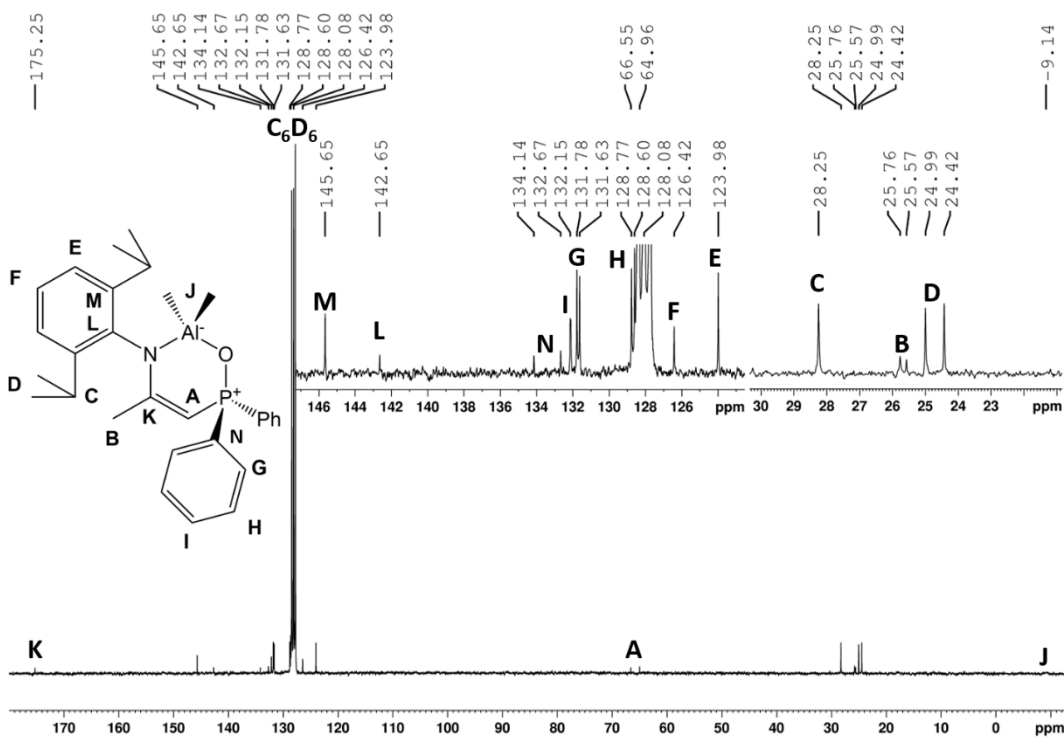 175.25
145.65
142.65
134.14
132.67
132.15
131.78
131.63
128.77
128.60
128.08
126.42
123.98
66.55
64.96
28.25
25.76
25.57
24.99
24.42
-9.14
C6D6
145.65
142.65
134.14
132.67
132.15
131.78
131.63
128.77
128.60
128.08
126.42
123.98
28.25
25.76
25.57
24.99
24.42
M
L
N
I
G
H
F
E
C
B
D
146 144 142 140 138 136 134 132 130 128 126 ppm
30 29 28 27 26 25 24 23 ppm
E
F
M
J
L
Al-
N
O
D
C
A
P+
K
Ph
B
N
G
H
I
K
A
J
170 160 150 140 130 120 110 100 90 80 70 60 50 40 30 20 10 0 ppm